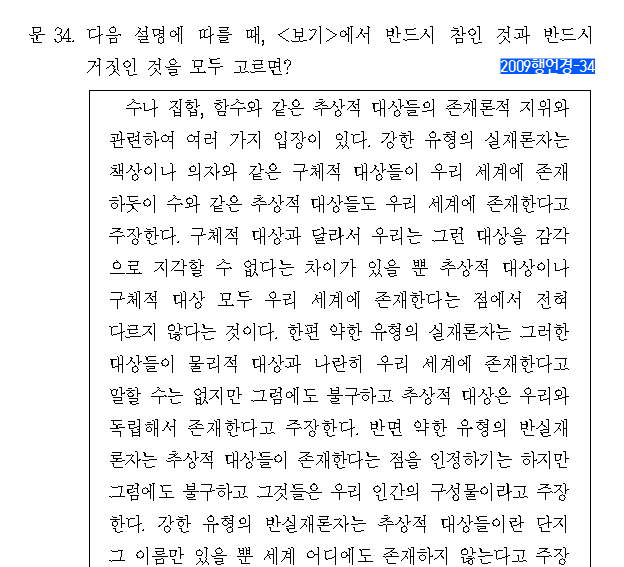 문 34. 다음 설명에 따를 때, <보기>에서 반드시 참인 것과 반드시
거짓인 것을 모두 고르면?
2009행언경-34
수나 집합, 함수와 같은 추상적 대상들의 존재론적 지위와
관련하여 여러 가지 입장이 있다. 강한 유형의 실재론자는
책상이나 의자와 같은 구체적 대상들이 우리 세계에 존재
하듯이 수와 같은 추상적 대상들도 우리 세계에 존재한다고
주장한다. 구체적 대상과 달라서 우리는 그런 대상을 감각
으로 지각할 수 없다는 차이가 있을 뿐 추상적 대상이나
구체적 대상 모두 우리 세계에 존재한다는 점에서 전혀
다르지 않다는 것이다. 한편 약한 유형의 실재론자는 그러한
대상들이 물리적 대상과 나란히 우리 세계에 존재한다고
말할 수는 없지만 그럼에도 불구하고 추상적 대상은 우리와
독립해서 존재한다고 주장한다. 반면 약한 유형의 반실재
론자는 추상적 대상들이 존재한다는 점을 인정하기는 하지만
그럼에도 불구하고 그것들은 우리 인간의 구성물이라고 주장
한다. 강한 유형의 반실재론자는 추상적 대상들이란 단지
그 이름만 있을 뿐 세계 어디에도 존재하지 않는다고 주장